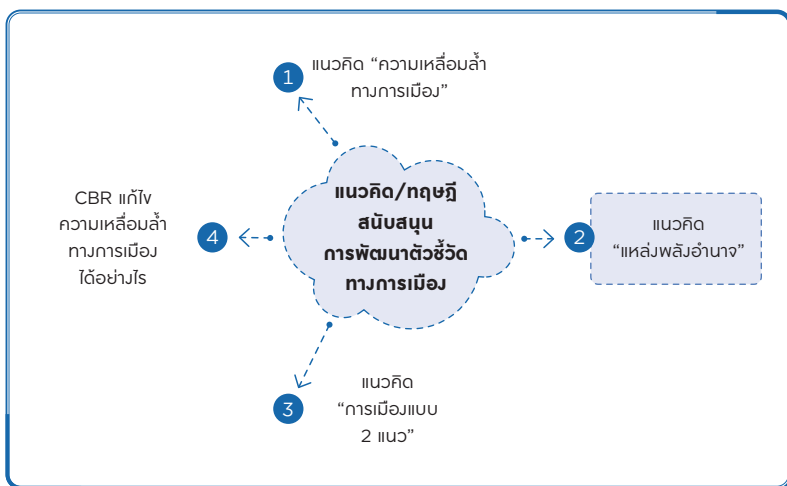 1
แนวคิด “ความเหลื่อมล้ำ
ทางการเมือง”
แนวคิด/ทฤษฎี
สนับสนุน
การพัฒนาตัวชี้วัด
ทางการเมือง
2
แนวคิด
“แหล่งพลังอำนาจ”
3
แนวคิด
“การเมืองแบบ
2 แนว”
4
CBR แก้ไข
ความเหลื่อมล้ำ
ทางการเมือง
ได้อย่างไร